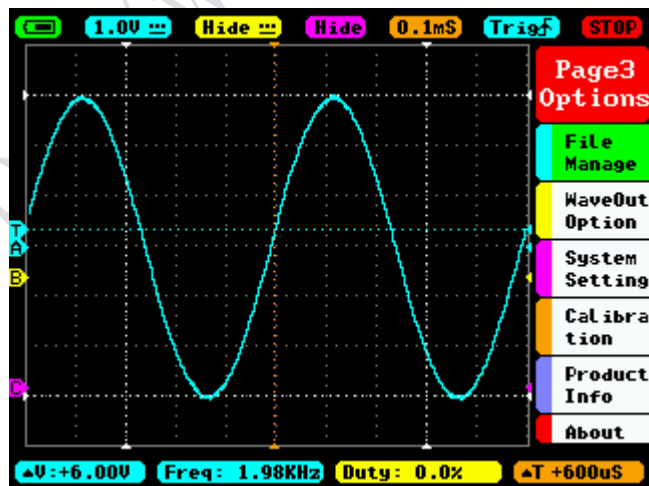 1.0V Hide Hide 0.1mS Trig STOP
Page3
Options
File
Manage
WaveOut
Option
T
A
System
Setting
B
Calibra
tion
Product
Info
C
About
▲V:+6.00V Freq: 1.98KHz Duty: 0.0% ▲T +600uS